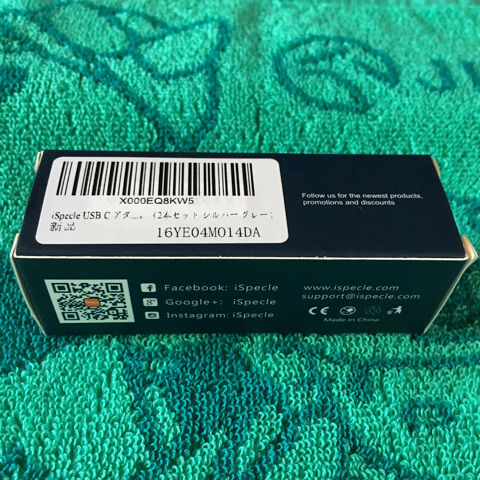 X000EQ8KW5
iSpecle USB C アダ...。 (2本セット シルバーグレー)
新品
16YE04MO14DA
Follow us for the newest products,
promotions and discounts
Facebook: iSpecle
Google+: iSpecle
Instagram: iSpecle
www.ispecle.com
support@ispecle.com
CE
Made in China